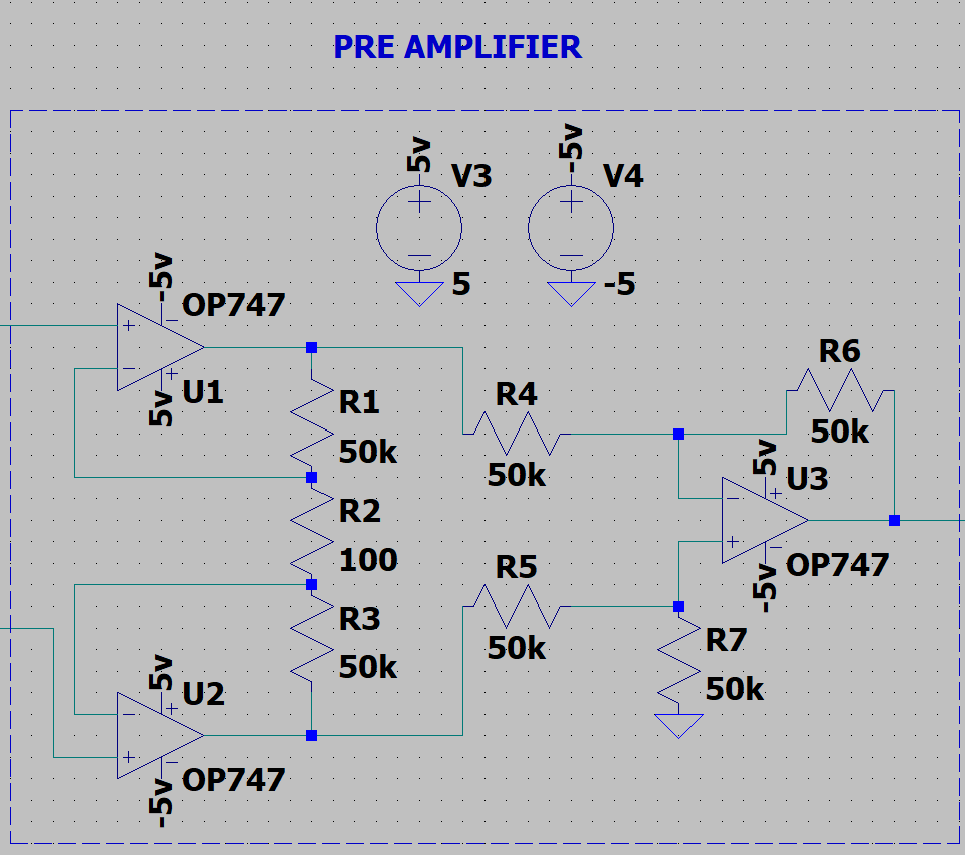 PRE AMPLIFIER
5v
V3
5
-5v
V4
-5
-5v
OP747
U1
5v
R1
50k
R2
100
R3
50k
5v
U2
OP747
-5v
R4
50k
R5
50k
R6
50k
5v
U3
OP747
-5v
R7
50k